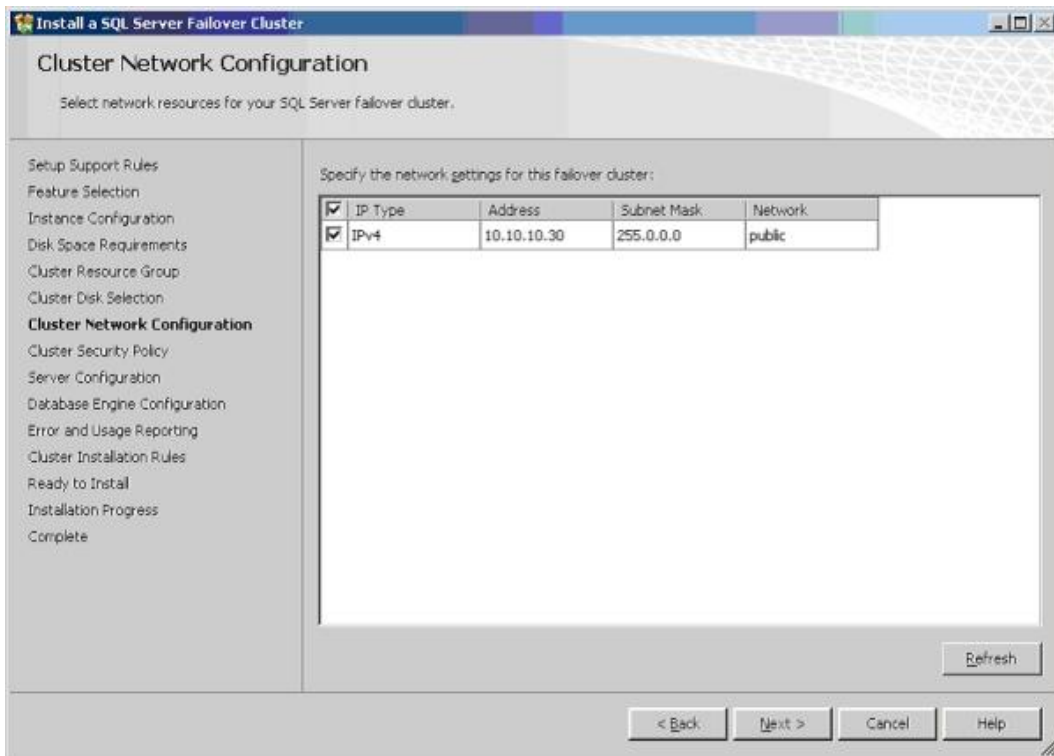 Install a SQL Server Failover Cluster
Cluster Network Configuration
Select network resources for your SQL Server failover cluster.
Setup Support Rules
Feature Selection
Instance Configuration
Disk Space Requirements
Cluster Resource Group
Cluster Disk Selection
Cluster Network Configuration
Cluster Security Policy
Server Configuration
Database Engine Configuration
Error and Usage Reporting
Cluster Installation Rules
Ready to Install
Installation Progress
Complete
Specify the network settings for this failover cluster:
IP Type Address Subnet Mask Network
IPv4 10.10.10.30 255.0.0.0 public
Refresh
< Back Next > Cancel Help